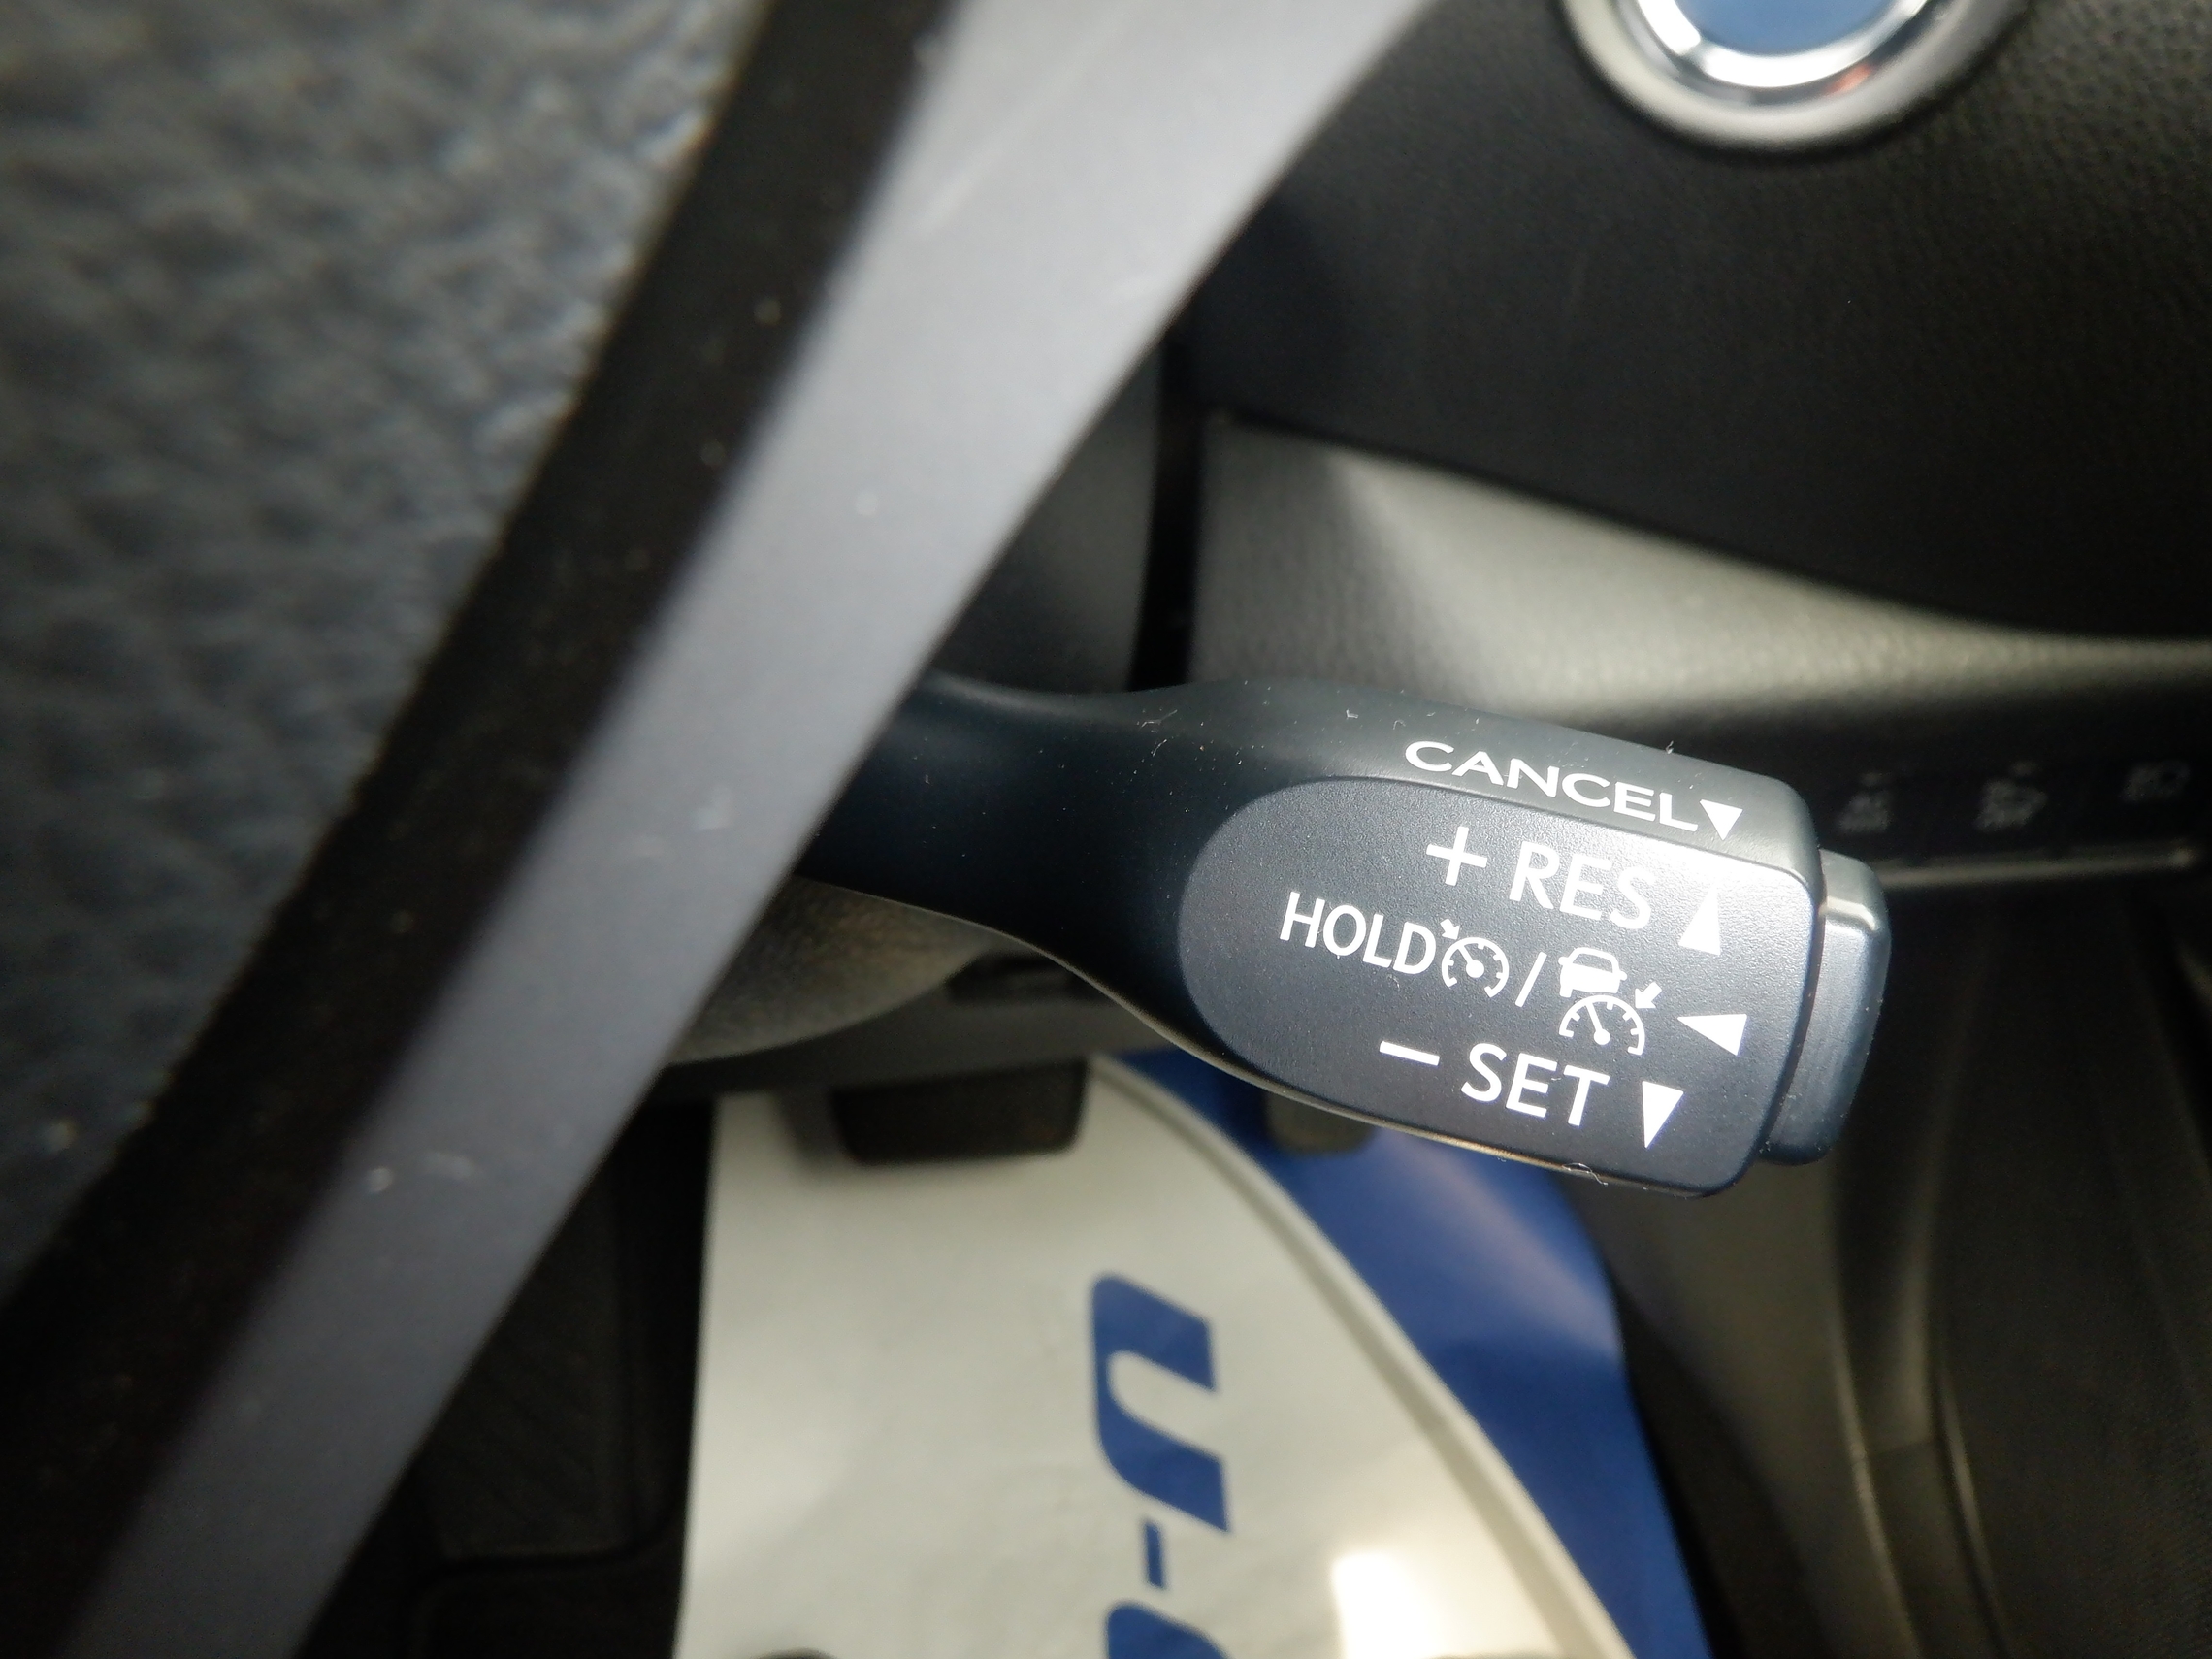 CANCEL▼
+ RES ▲
HOLD / ◀
− SET ▼
U-